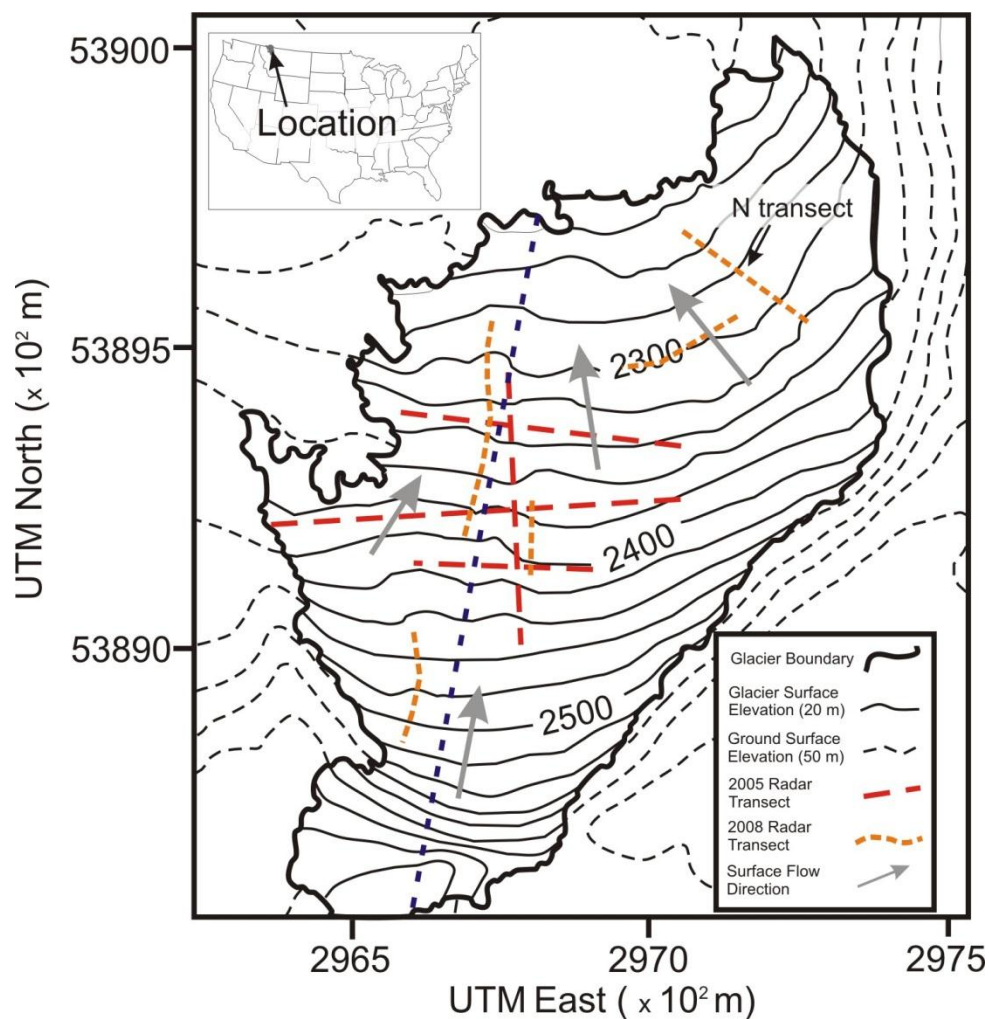 53900
Location
N transect
53895
2300
UTM North ( x 10² m)
2400
53890
2500
Glacier Boundary
Glacier Surface
Elevation (20 m)
Ground Surface
Elevation (50 m)
2005 Radar
Transect
2008 Radar
Transect
Surface Flow
Direction
2965
2970
2975
UTM East ( x 10² m)